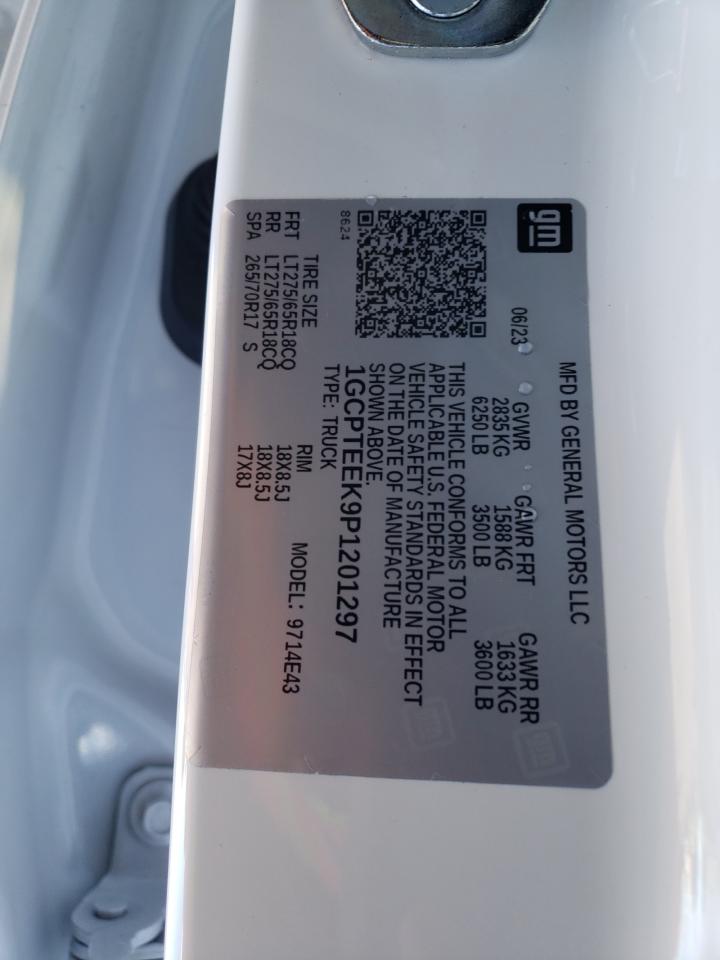 gm
MFD BY GENERAL MOTORS LLC
06/23
GVWR GAWR FRT GAWR RR
2835 KG 1588 KG 1633 KG
6250 LB 3500 LB 3600 LB
THIS VEHICLE CONFORMS TO ALL
APPLICABLE U.S. FEDERAL MOTOR
VEHICLE SAFETY STANDARDS IN EFFECT
ON THE DATE OF MANUFACTURE
SHOWN ABOVE.
1GCPTEEK9P1201297
TYPE: TRUCK
8624
MODEL: 9714E43
TIRE SIZE RIM
FRT LT275/65R18CQ 18X8.5J
RR LT275/65R18CQ 18X8.5J
SPA 265/70R17 S 17X8J
gm
gm